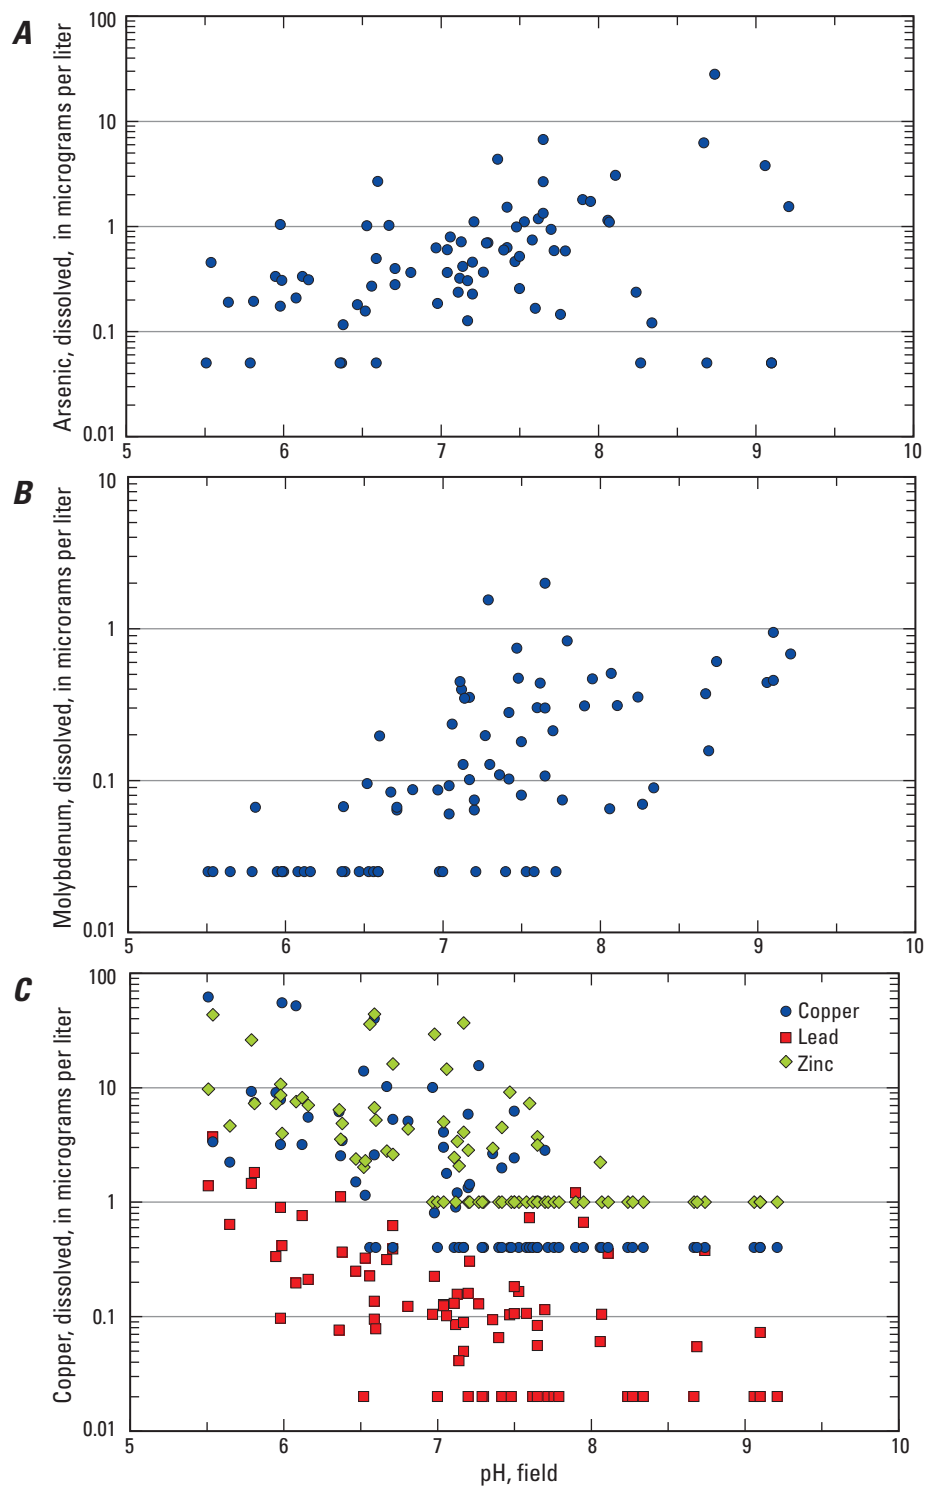 A
Arsenic, dissolved, in micrograms per liter
100
10
1
0.1
0.01
5 6 7 8 9 10
B
Molybdenum, dissolved, in microrams per liter
10
1
0.1
0.01
5 6 7 8 9 10
C
Copper, dissolved, in micrograms per liter
100
10
1
0.1
0.01
Copper
Lead
Zinc
5 6 7 8 9 10
pH, field